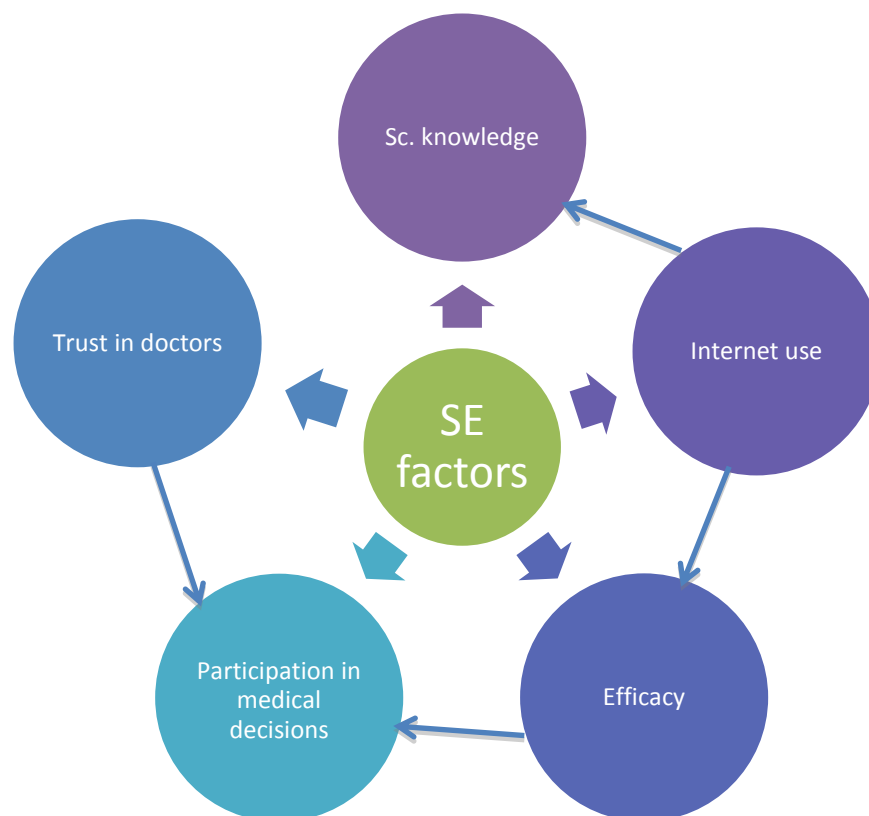 Sc. knowledge
Trust in doctors
Internet use
SE
factors
Participation in
medical
decisions
Efficacy